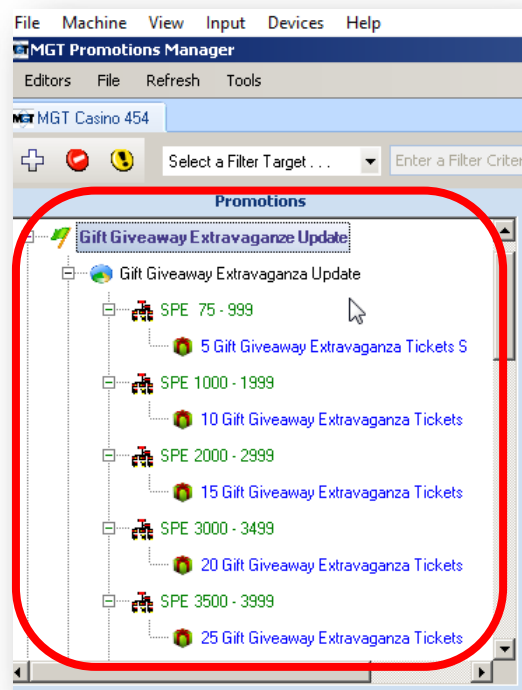 File Machine View Input Devices Help
MGT Promotions Manager
Editors File Refresh Tools
MGT MGT Casino 454
Select a Filter Target . . . Enter a Filter Criter
Promotions
Gift Giveaway Extravaganze Update
Gift Giveaway Extravaganza Update
SPE 75 - 999
5 Gift Giveaway Extravaganza Tickets S
SPE 1000 - 1999
10 Gift Giveaway Extravaganza Tickets
SPE 2000 - 2999
15 Gift Giveaway Extravaganza Tickets
SPE 3000 - 3499
20 Gift Giveaway Extravaganza Tickets
SPE 3500 - 3999
25 Gift Giveaway Extravaganza Tickets